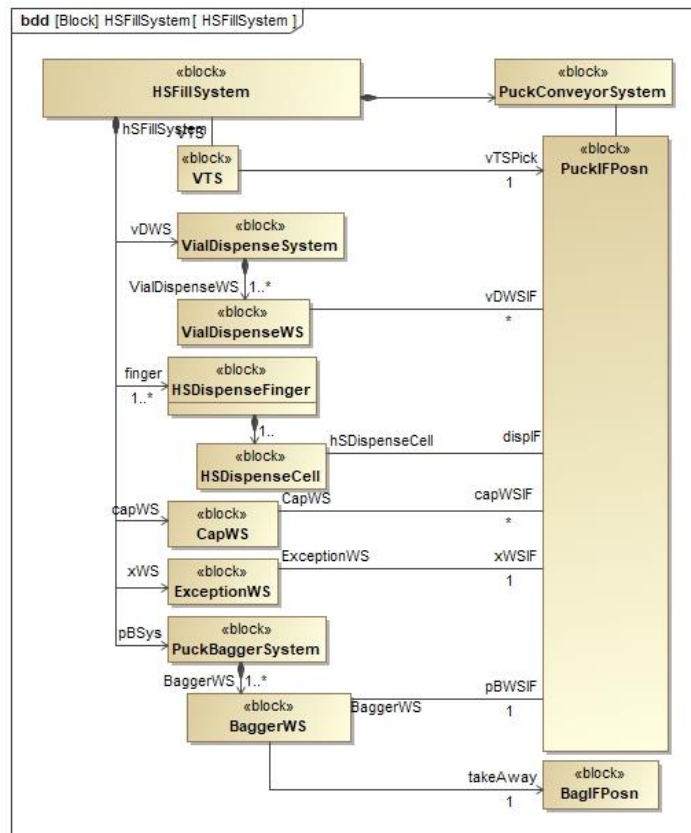 bdd [Block] HSFillSystem[ HSFillSystem ]
«block»
HSFillSystem
«block»
PuckConveyorSystem
hSFillSystem
VTS
«block»
VTS
vTSPick
1
«block»
PuckIFPosn
vDWS
«block»
VialDispenseSystem
VialDispenseWS
1..*
«block»
VialDispenseWS
vDWSIF
*
finger
1..*
«block»
HSDispenseFinger
1..
«block»
HSDispenseCell
hSDispenseCell
dispIF
capWS
«block»
CapWS
CapWS
capWSIF
*
xWS
«block»
ExceptionWS
ExceptionWS
xWSIF
1
pBSys
«block»
PuckBaggerSystem
BaggerWS
1..*
«block»
BaggerWS
BaggerWS
pBWSIF
1
takeAway
1
«block»
BagIFPosn